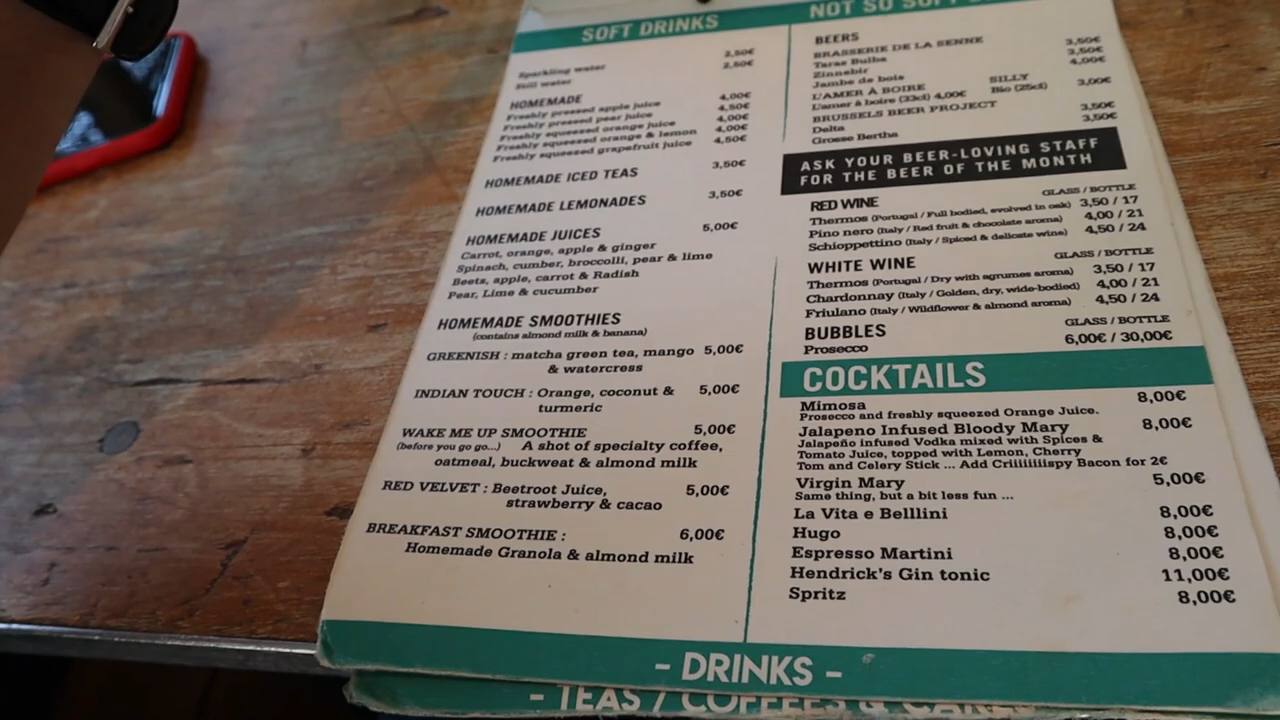 SOFT DRINKS
Sparkling water 2,50€
Still water 2,50€
HOMEMADE
Freshly pressed apple juice 4,00€
Freshly pressed pear juice 4,50€
Freshly squeezed orange juice 4,00€
Freshly squeezed orange & lemon 4,00€
Freshly squeezed grapefruit juice 4,50€
HOMEMADE ICED TEAS 3,50€
HOMEMADE LEMONADES 3,50€
HOMEMADE JUICES 5,00€
Carrot, orange, apple & ginger
Spinach, cumber, broccolli, pear & lime
Beets, apple, carrot & Radish
Pear, Lime & cucumber
HOMEMADE SMOOTHIES
(contains almond milk & banana)
GREENISH : matcha green tea, mango 5,00€
& watercress
INDIAN TOUCH : Orange, coconut & 5,00€
turmeric
WAKE ME UP SMOOTHIE 5,00€
(before you go go...) A shot of specialty coffee,
oatmeal, buckweat & almond milk
RED VELVET : Beetroot Juice, 5,00€
strawberry & cacao
BREAKFAST SMOOTHIE : 6,00€
Homemade Granola & almond milk
NOT SO SOFT
BEERS
BRASSERIE DE LA SENNE
Taras Bulba 3,50€
Zinnebir 3,50€
Jambe de bois 4,00€
L'AMER À BOIRE SILLY
L'amer à boire (33cl) 4,00€ Bio (25cl) 3,00€
BRUSSELS BEER PROJECT
Delta 3,50€
Grosse Bertha 3,50€
ASK YOUR BEER-LOVING STAFF
FOR THE BEER OF THE MONTH
RED WINE GLASS / BOTTLE
Thermos (Portugal / Full bodied, evolved in oak) 3,50 / 17
Pino nero (Italy / Red fruit & chocolate aroma) 4,00 / 21
Schioppettino (Italy / Spiced & delicate wine) 4,50 / 24
WHITE WINE GLASS / BOTTLE
Thermos (Portugal / Dry with agrumes aroma) 3,50 / 17
Chardonnay (Italy / Golden, dry, wide-bodied) 4,00 / 21
Friulano (Italy / Wildflower & almond aroma) 4,50 / 24
BUBBLES GLASS / BOTTLE
Prosecco 6,00€ / 30,00€
COCKTAILS
Mimosa 8,00€
Prosecco and freshly squeezed Orange Juice.
Jalapeno Infused Bloody Mary 8,00€
Jalapeño infused Vodka mixed with Spices &
Tomato Juice, topped with Lemon, Cherry
Tom and Celery Stick ... Add Criiiiiiispy Bacon for 2€
Virgin Mary 5,00€
Same thing, but a bit less fun ...
La Vita e Belllini 8,00€
Hugo 8,00€
Espresso Martini 8,00€
Hendrick's Gin tonic 11,00€
Spritz 8,00€
- DRINKS -
- TEAS / COFFEES & CAKES